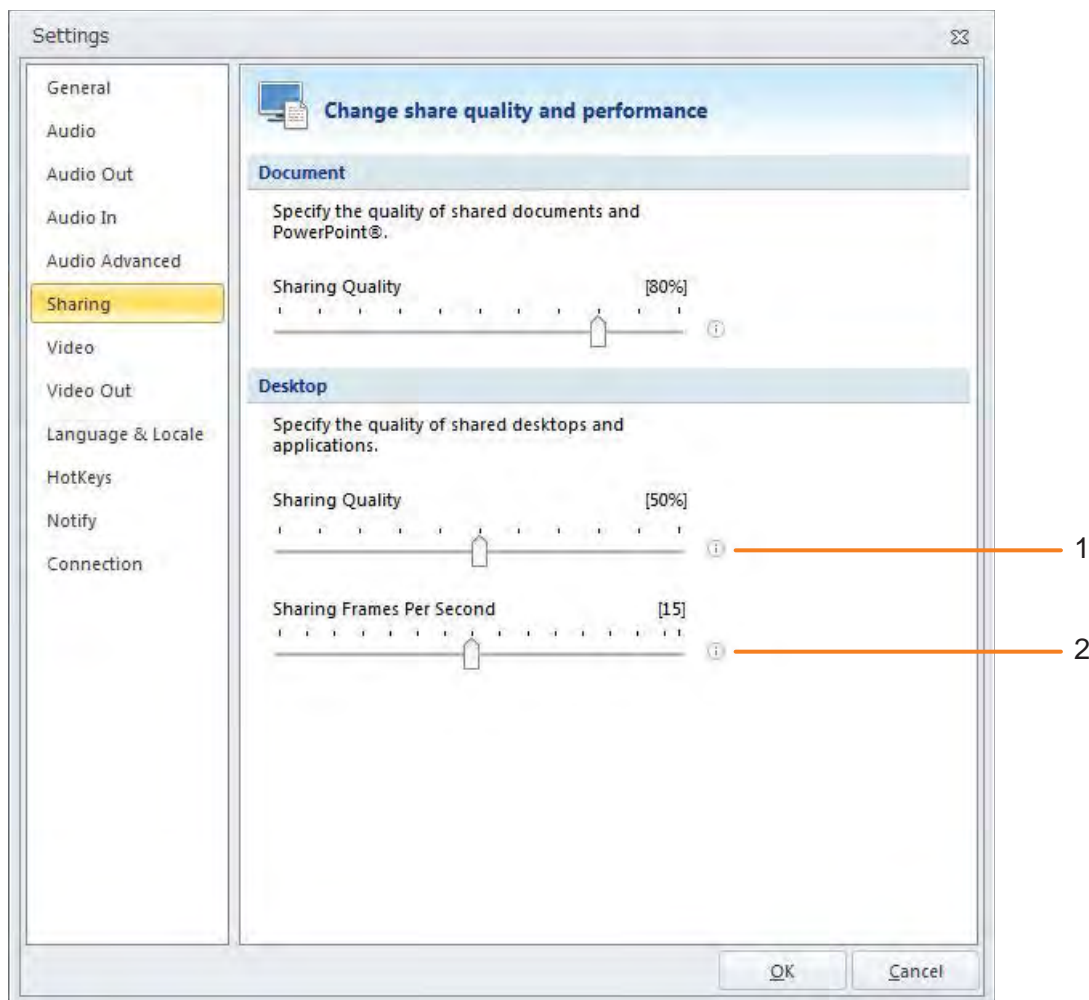 Settings
General
Audio
Audio Out
Audio In
Audio Advanced
Sharing
Video
Video Out
Language & Locale
HotKeys
Notify
Connection
Change share quality and performance
Document
Specify the quality of shared documents and
PowerPoint®.
Sharing Quality [80%]
Desktop
Specify the quality of shared desktops and
applications.
Sharing Quality [50%]
1
Sharing Frames Per Second [15]
2
OK
Cancel